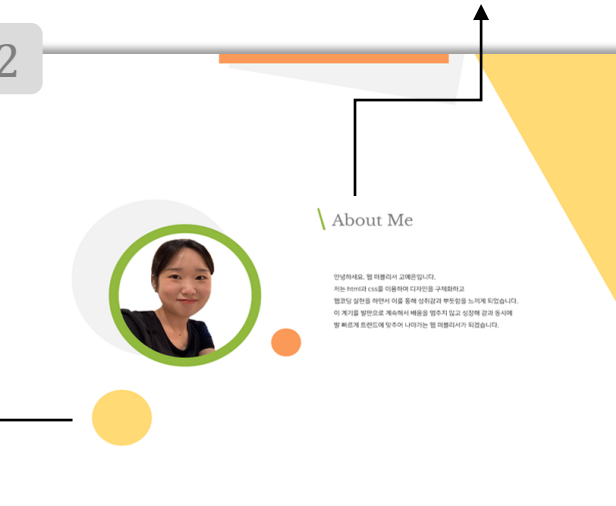 2
About Me
안녕하세요. 웹 퍼블리셔 고예은입니다.
저는 html과 css를 이용하여 디자인을 구체화하고
웹코딩 실현을 하면서 이를 통해 성취감과 뿌듯함을 느끼게 되었습니다.
이 계기를 발판으로 계속해서 배움을 멈추지 않고 성장해 감과 동시에
발 빠르게 트렌드에 맞추어 나아가는 웹 퍼블리셔가 되겠습니다.